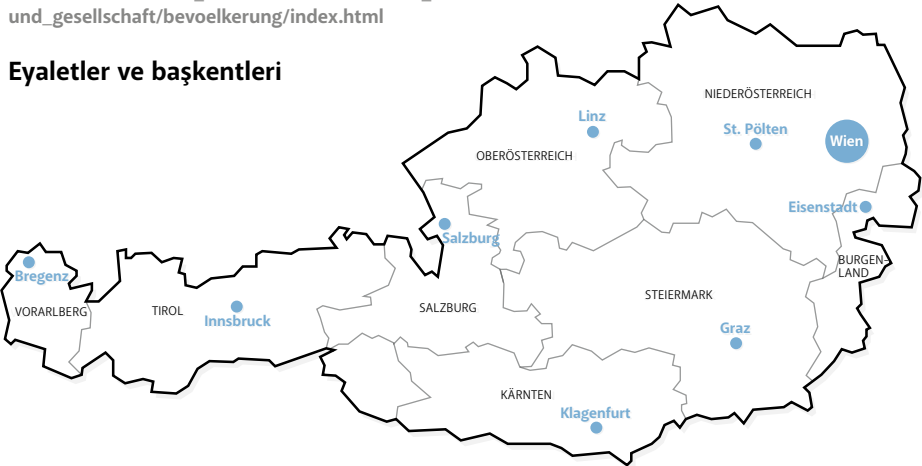 und_gesellschaft/bevoelkerung/index.html
Eyaletler ve başkentleri
NIEDERÖSTERREICH
Linz
St. Pölten
Wien
OBERÖSTERREICH
Eisenstadt
Salzburg
BURGEN-
LAND
Bregenz
STEIERMARK
VORARLBERG
TIROL
SALZBURG
Innsbruck
Graz
KÄRNTEN
Klagenfurt